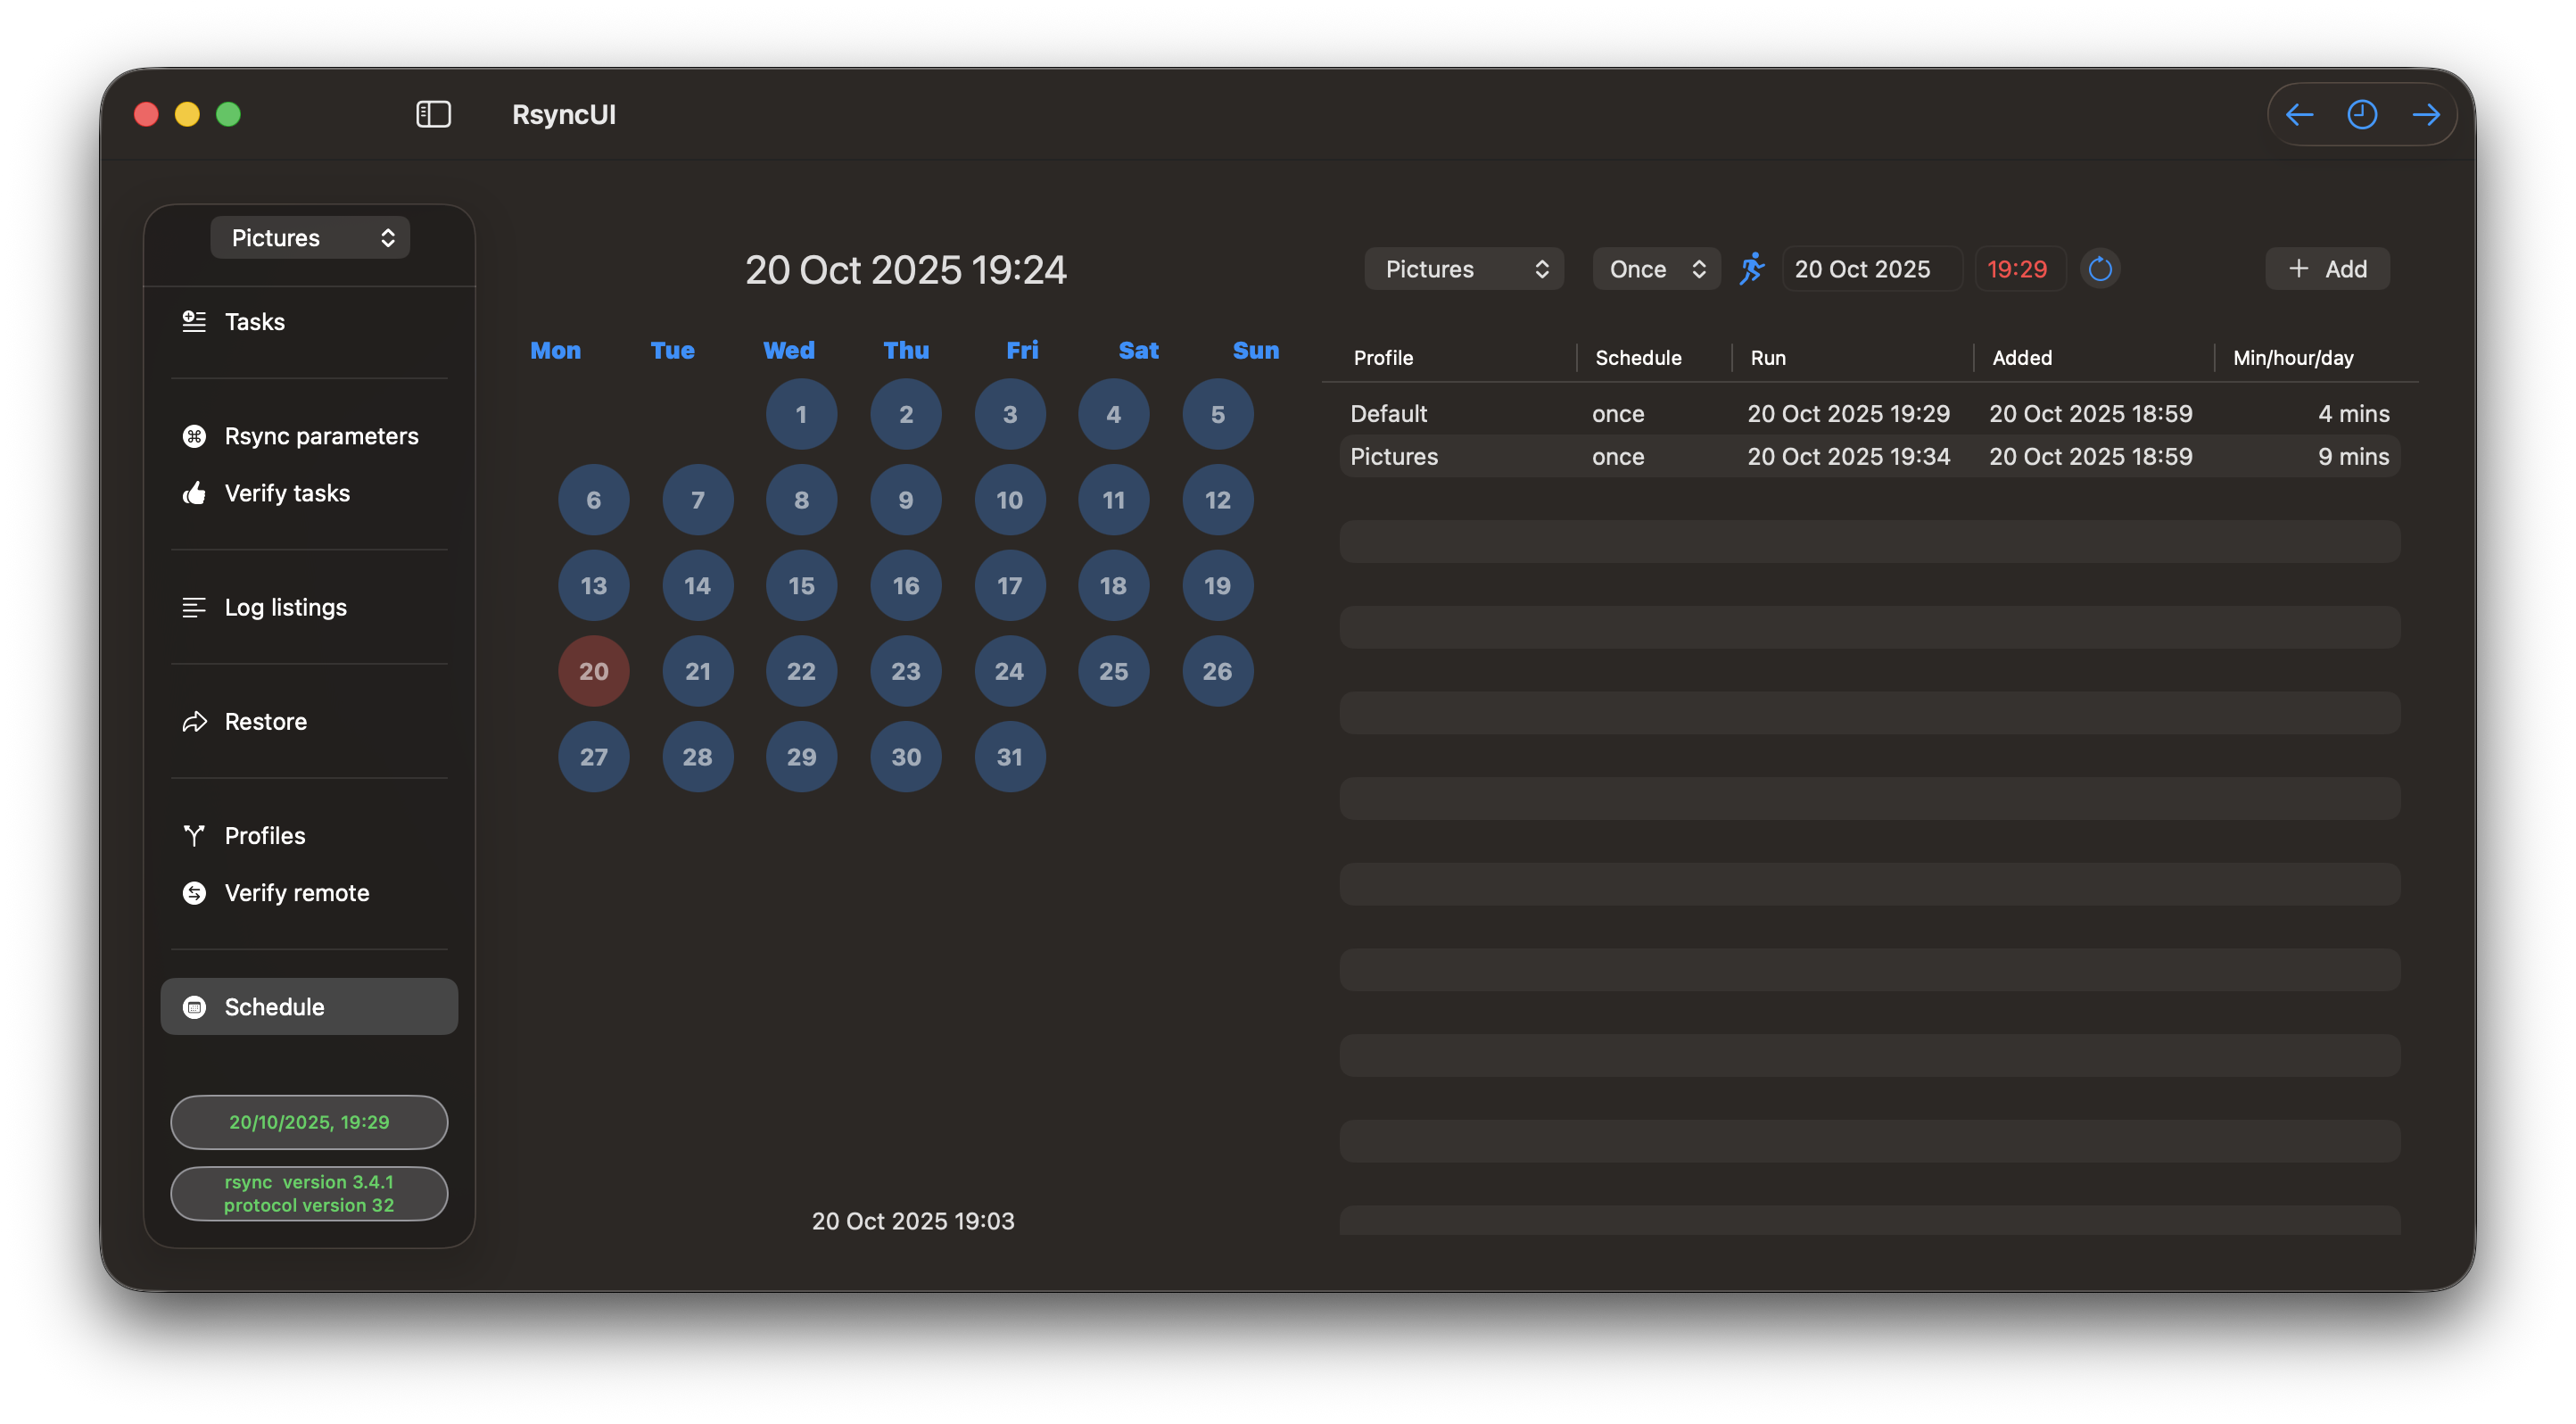 RsyncUI
Pictures
Tasks
Rsync parameters
Verify tasks
Log listings
Restore
Profiles
Verify remote
Schedule
20/10/2025, 19:29
rsync  version 3.4.1
protocol version 32
20 Oct 2025 19:24
Mon Tue Wed Thu Fri Sat Sun
1 2 3 4 5
6 7 8 9 10 11 12
13 14 15 16 17 18 19
20 21 22 23 24 25 26
27 28 29 30 31
20 Oct 2025 19:03
Pictures Once 20 Oct 2025 19:29 + Add
Profile Schedule Run Added Min/hour/day
Default once 20 Oct 2025 19:29 20 Oct 2025 18:59 4 mins
Pictures once 20 Oct 2025 19:34 20 Oct 2025 18:59 9 mins